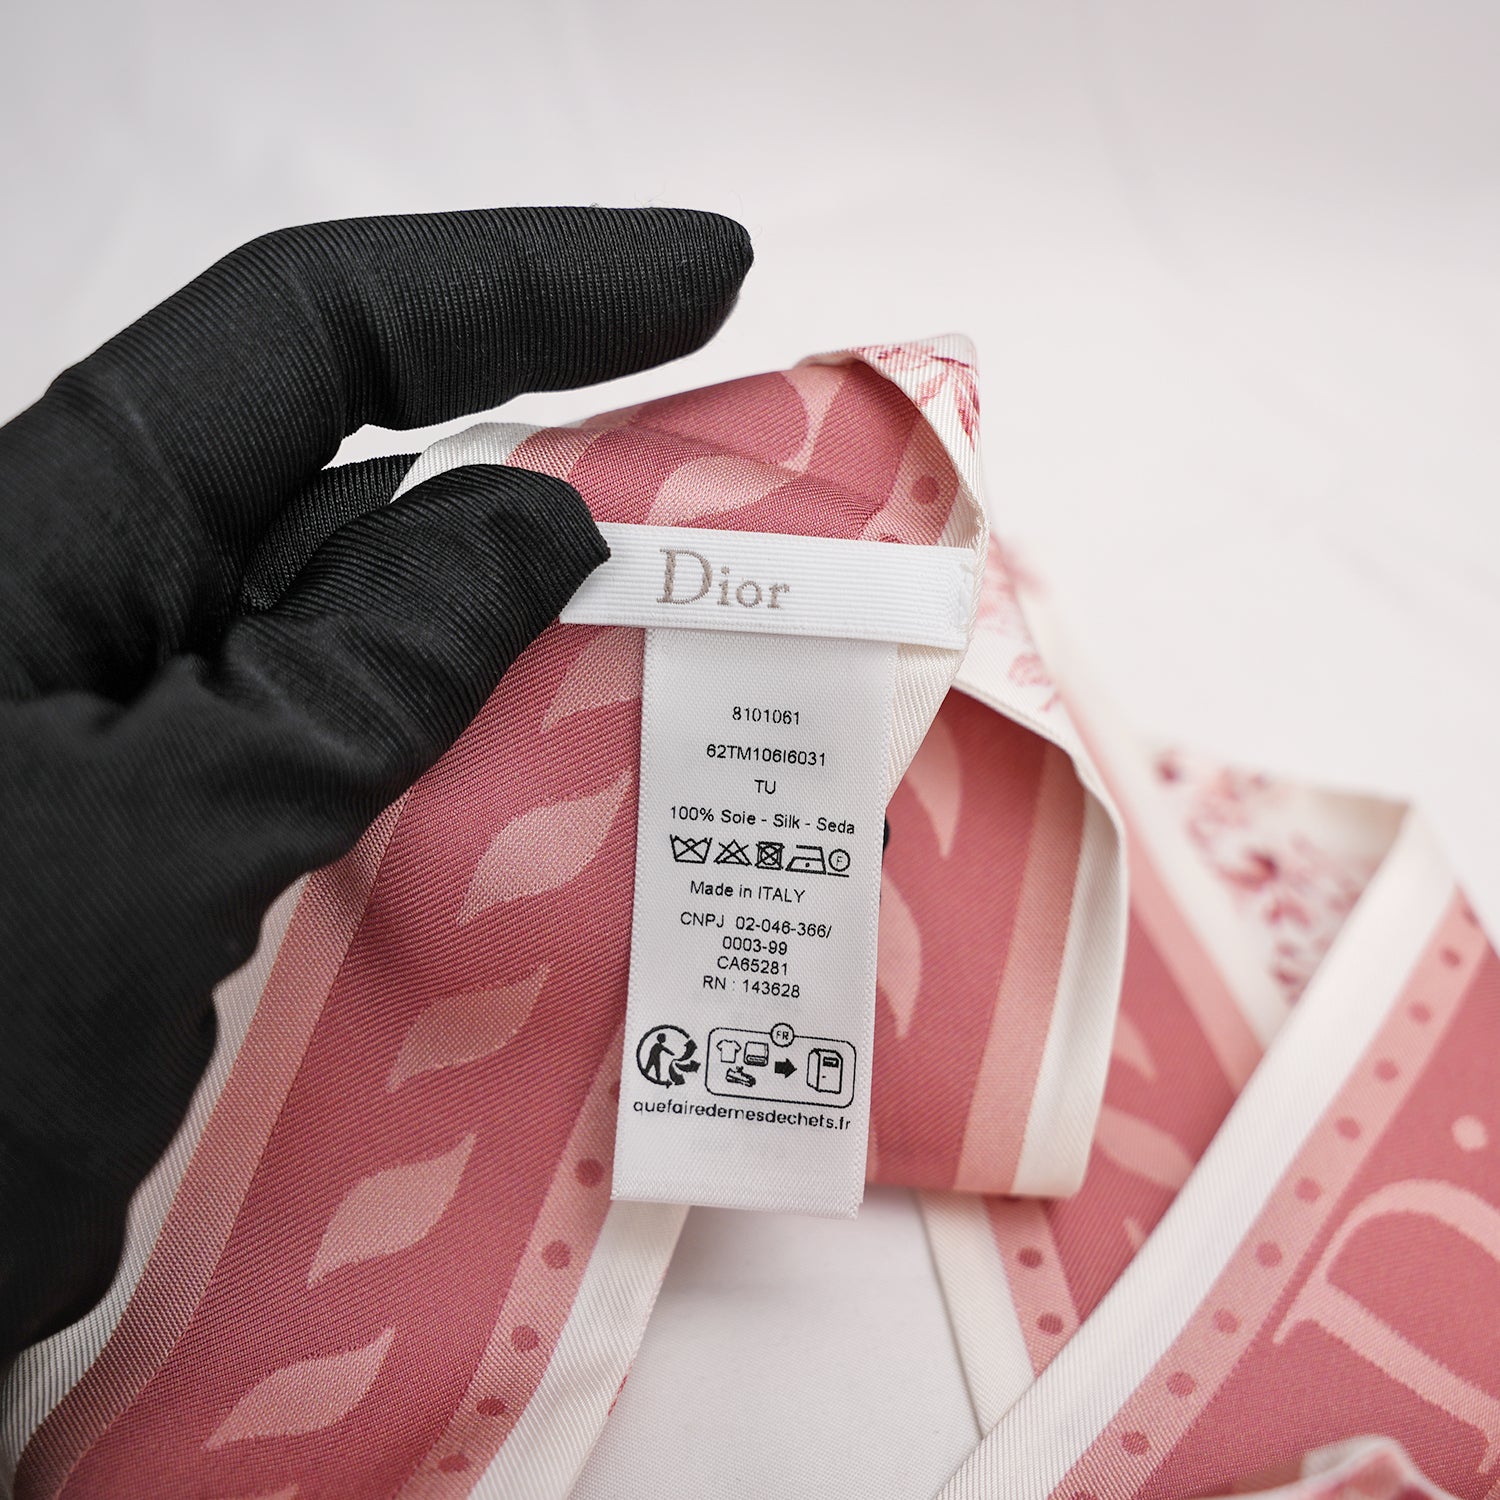 Dior
8101061
62TM106I6031
TU
100% Soie - Silk - Seda
F
Made in ITALY
CNPJ 02-046-366/
0003-99
CA65281
RN : 143628
FR
quefairedemesdechets.fr